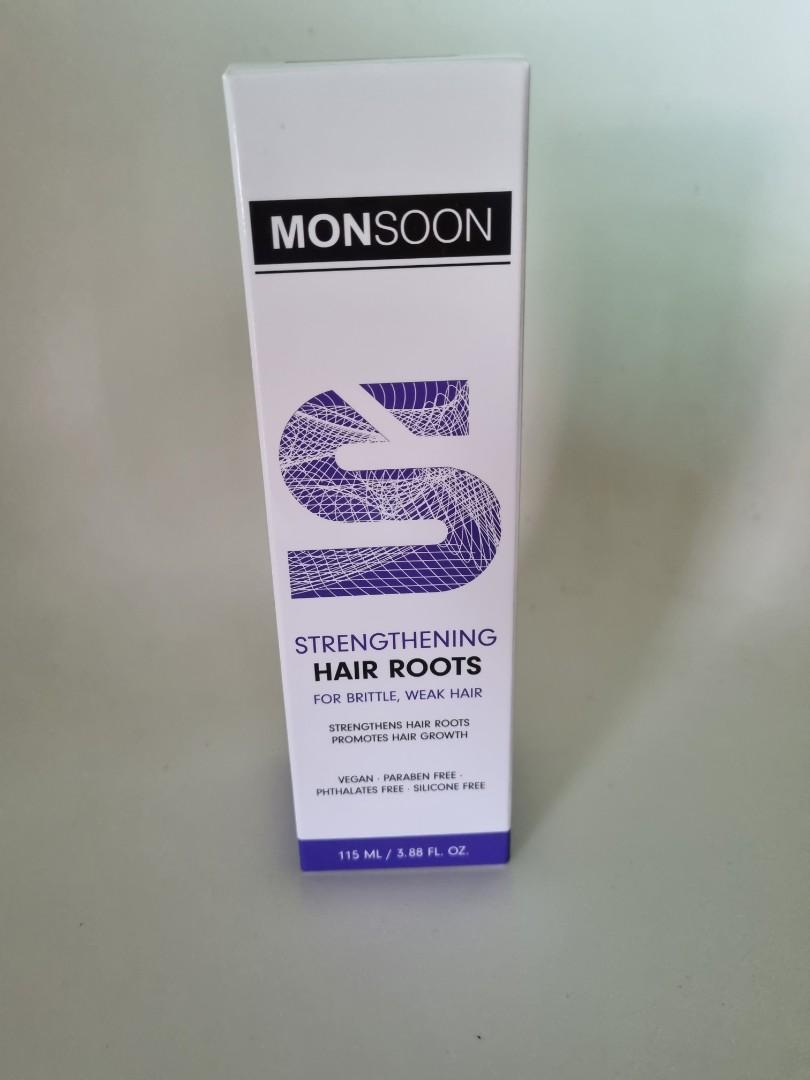 MONSOON
STRENGTHENING
HAIR ROOTS
FOR BRITTLE, WEAK HAIR
STRENGTHENS HAIR ROOTS
PROMOTES HAIR GROWTH
VEGAN · PARABEN FREE ·
PHTHALATES FREE · SILICONE FREE
115 ML / 3.88 FL. OZ.